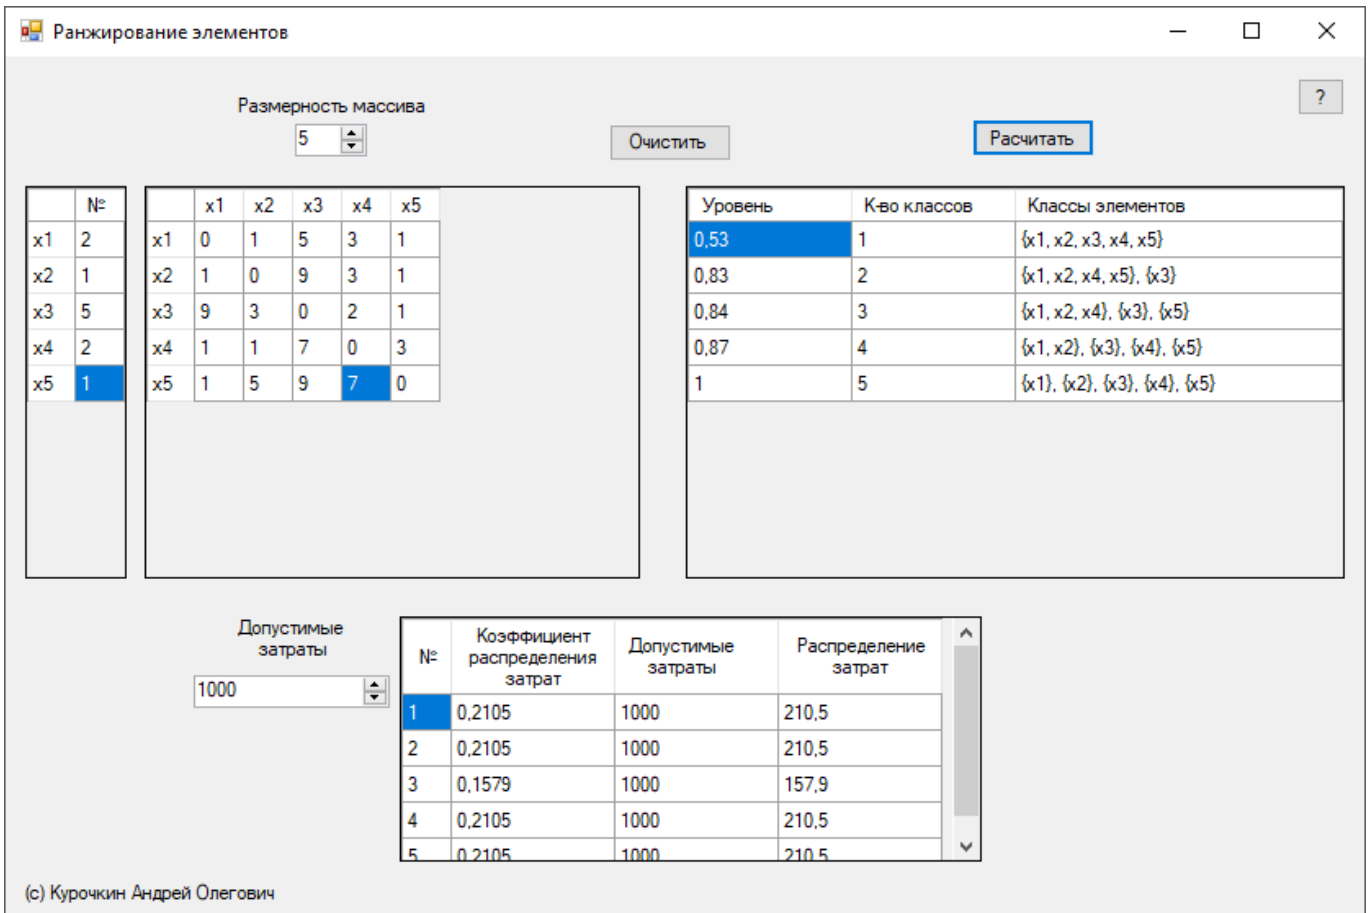 Ранжирование элементов
?
Размерность массива
5
Очистить
Расчитать
№
x1 2
x2 1
x3 5
x4 2
x5 1
x1 x2 x3 x4 x5
x1 0 1 5 3 1
x2 1 0 9 3 1
x3 9 3 0 2 1
x4 1 1 7 0 3
x5 1 5 9 7 0
Уровень К-во классов Классы элементов
0,53 1 {x1, x2, x3, x4, x5}
0,83 2 {x1, x2, x4, x5}, {x3}
0,84 3 {x1, x2, x4}, {x3}, {x5}
0,87 4 {x1, x2}, {x3}, {x4}, {x5}
1 5 {x1}, {x2}, {x3}, {x4}, {x5}
Допустимые
затраты
1000
№
Коэффициент
распределения
затрат
Допустимые
затраты
Распределение
затрат
1 0,2105 1000 210,5
2 0,2105 1000 210,5
3 0,1579 1000 157,9
4 0,2105 1000 210,5
5 0,2105 1000 210,5
(c) Курочкин Андрей Олегович